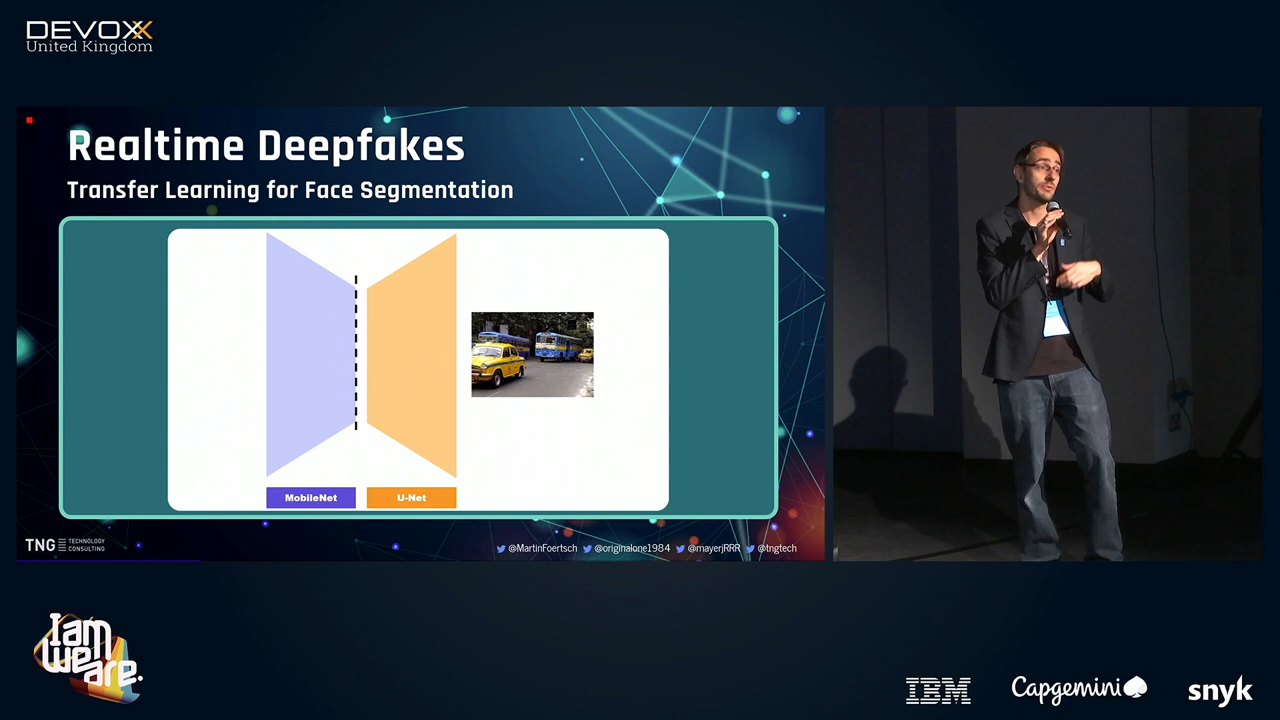 DEVOXX
United Kingdom
Realtime Deepfakes
Transfer Learning for Face Segmentation
MobileNet
U-Net
TNG TECHNOLOGY
CONSULTING
@MartinFoertsch @originalone1984 @mayerjRRR @tngtech
I am
we
are.
IBM
Capgemini
snyk